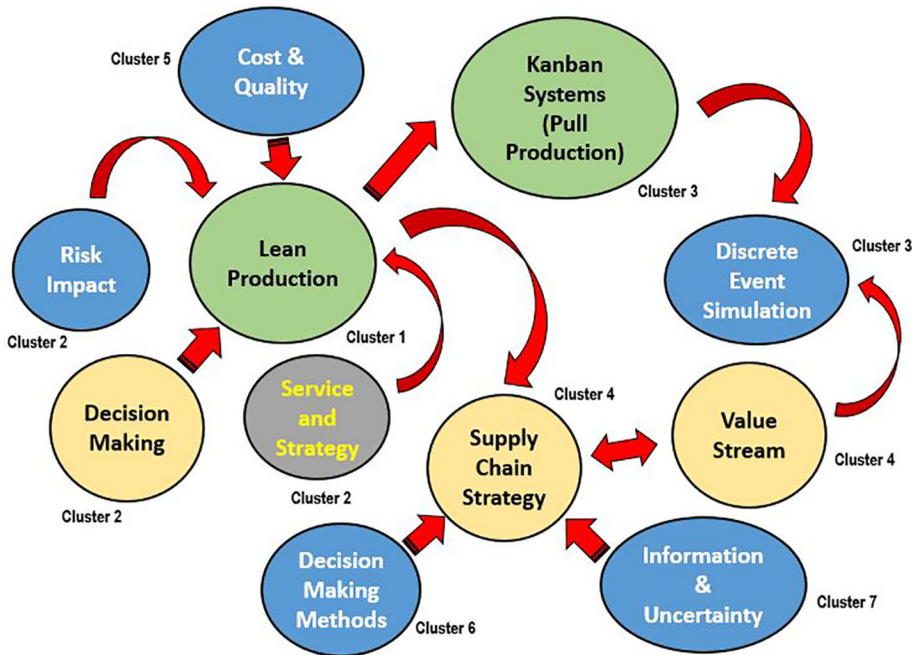 Cluster 5
Cost &
Quality
Kanban
Systems
(Pull
Production)
Cluster 3
Risk
Impact
Cluster 2
Lean
Production
Cluster 1
Discrete
Event
Simulation
Cluster 3
Decision
Making
Cluster 2
Service
and
Strategy
Cluster 2
Cluster 4
Supply
Chain
Strategy
Value
Stream
Cluster 4
Decision
Making
Methods
Cluster 6
Information
&
Uncertainty
Cluster 7